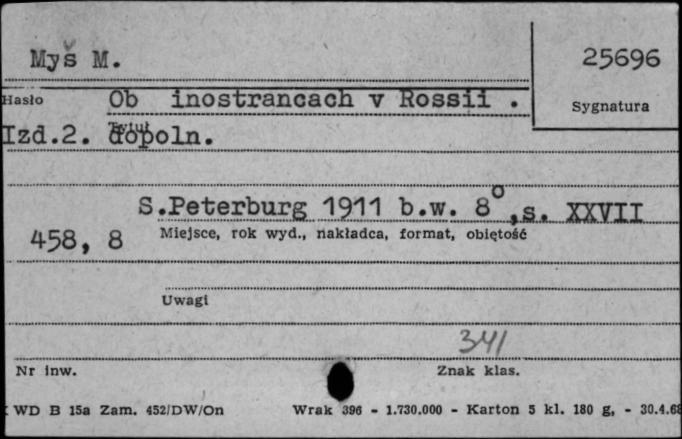 Myš M.
25696
Hasło
Ob inostrancach v Rossii.
Sygnatura
Tytuł
Izd.2. dopoln.
S.Peterburg 1911 b.w. 8°,s. XXVII
458, 8
Miejsce, rok wyd., nakładca, format, objętość
Uwagi
341
Nr inw.
Znak klas.
WD B 15a Zam. 452/DW/On
Wrak 396 - 1.730.000 - Karton 5 kl. 180 g, - 30.4.68